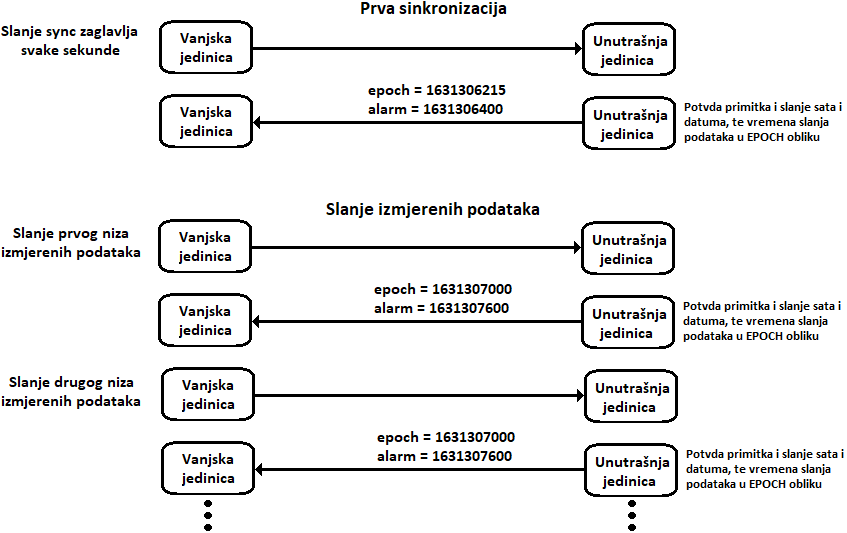 Prva sinkronizacija
Slanje sync zaglavlja
svake sekunde
Vanjska
jedinica
Unutrašnja
jedinica
epoch = 1631306215
alarm = 1631306400
Vanjska
jedinica
Unutrašnja
jedinica
Potvda primitka i slanje sata i
datuma, te vremena slanja
podataka u EPOCH obliku
Slanje izmjerenih podataka
Slanje prvog niza
izmjerenih podataka
Vanjska
jedinica
Unutrašnja
jedinica
epoch = 1631307000
alarm = 1631307600
Vanjska
jedinica
Unutrašnja
jedinica
Potvda primitka i slanje sata i
datuma, te vremena slanja
podataka u EPOCH obliku
Slanje drugog niza
izmjerenih podataka
Vanjska
jedinica
Unutrašnja
jedinica
epoch = 1631307000
alarm = 1631307600
Vanjska
jedinica
Unutrašnja
jedinica
Potvda primitka i slanje sata i
datuma, te vremena slanja
podataka u EPOCH obliku